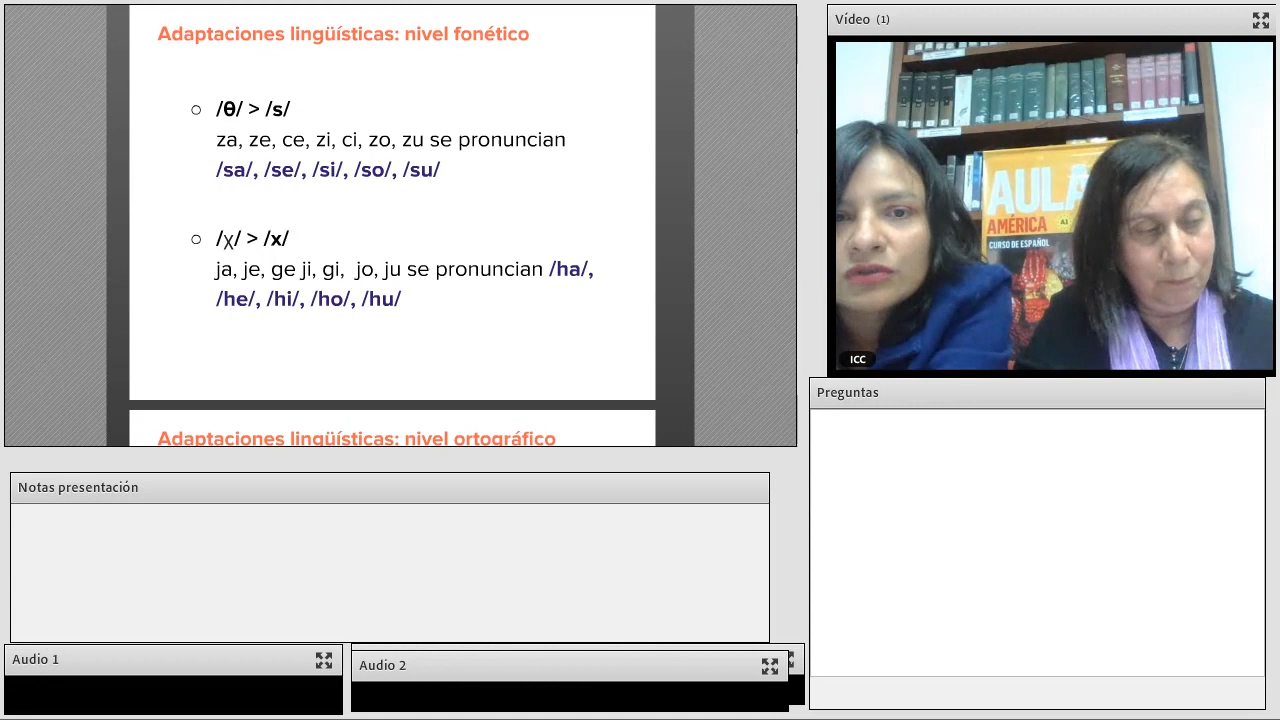 Adaptaciones lingüísticas: nivel fonético
○ /θ/ > /s/
za, ze, ce, zi, ci, zo, zu se pronuncian
/sa/, /se/, /si/, /so/, /su/
○ /χ/ > /x/
ja, je, ge ji, gi, jo, ju se pronuncian /ha/,
/he/, /hi/, /ho/, /hu/
Adaptaciones lingüísticas: nivel ortográfico
Vídeo (1)
AULA
AMÉRICA
A1
CURSO DE ESPAÑOL
ICC
Preguntas
Notas presentación
Audio 1
Audio 2